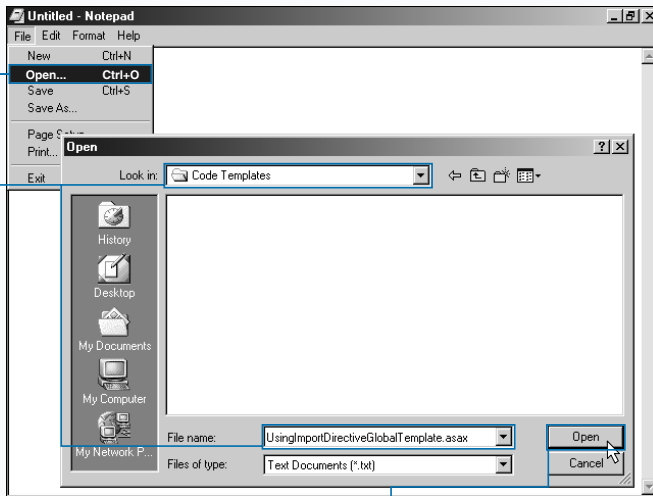 Untitled - Notepad
File Edit Format Help
New Ctrl+N
Open... Ctrl+O
Save Ctrl+S
Save As...
Page Setup...
Print...
Exit
Open
Look in: Code Templates
History
Desktop
My Documents
My Computer
My Network P...
File name: UsingImportDirectiveGlobalTemplate.asax Open
Files of type: Text Documents (*.txt) Cancel